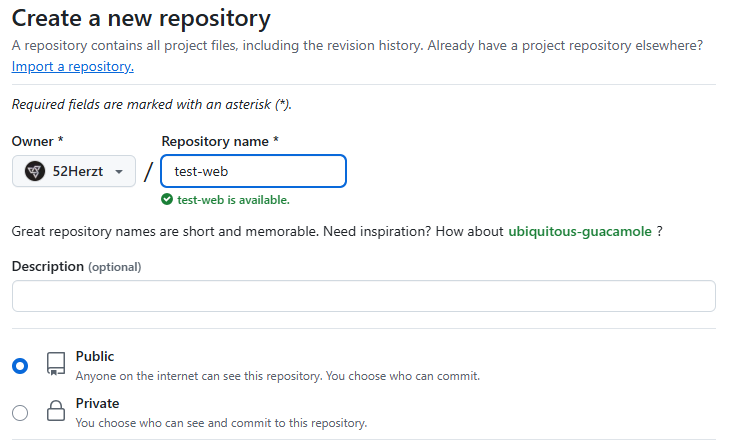 Create a new repository
A repository contains all project files, including the revision history. Already have a project repository elsewhere?
Import a repository.
Required fields are marked with an asterisk (*).
Owner * Repository name *
52Herzt / test-web
test-web is available.
Great repository names are short and memorable. Need inspiration? How about ubiquitous-guacamole ?
Description (optional)
Public
Anyone on the internet can see this repository. You choose who can commit.
Private
You choose who can see and commit to this repository.